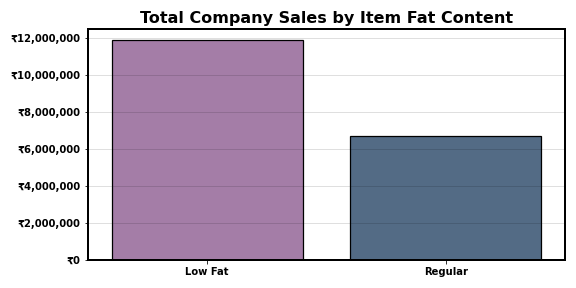 Total Company Sales by Item Fat Content
₹12,000,000
₹10,000,000
₹8,000,000
₹6,000,000
₹4,000,000
₹2,000,000
₹0
Low Fat
Regular